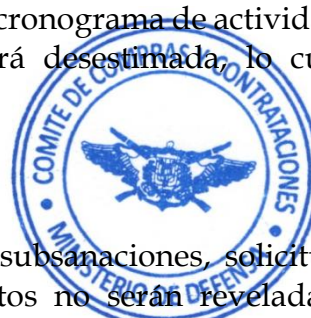 cronograma de activid
rá desestimada, lo cu
COMITE DE COMPRAS Y CONTRATACIONES
subsanaciones, solicitu
tos no serán revelada
MINISTERIO DE DEFENSA